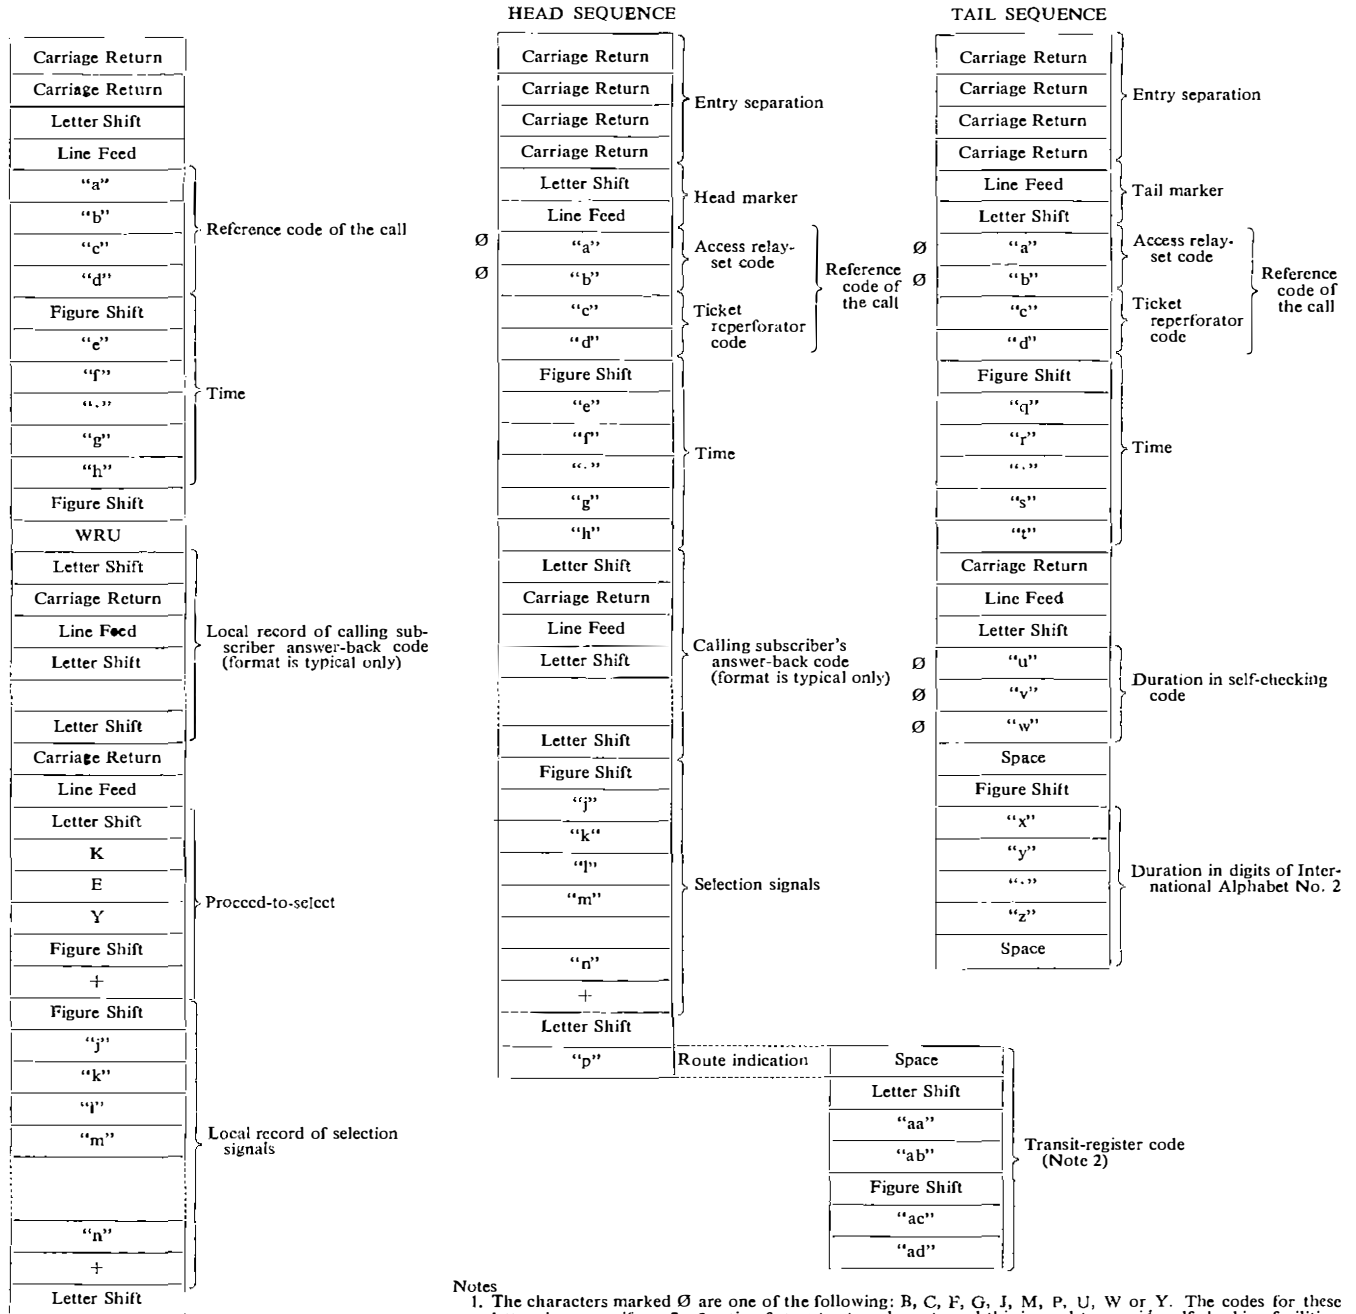 HEAD SEQUENCE
TAIL SEQUENCE
Carriage Return
Carriage Return
Letter Shift
Line Feed
“a”
“b”
“c”
“d”
Reference code of the call
Figure Shift
“e”
“f”
“.”
“g”
“h”
Time
Figure Shift
WRU
Letter Shift
Carriage Return
Line Feed
Letter Shift
Letter Shift
Local record of calling sub-
scriber answer-back code
(format is typical only)
Carriage Return
Line Feed
Letter Shift
K
E
Y
Figure Shift
+
Proceed-to-select
Figure Shift
“j”
“k”
“l”
“m”
“n”
+
Local record of selection
signals
Letter Shift
Carriage Return
Carriage Return
Carriage Return
Carriage Return
Entry separation
Letter Shift
Line Feed
Head marker
Ø “a”
Ø “b”
Access relay-
set code
“c”
“d”
Ticket
reperforator
code
Reference
code of
the call
Figure Shift
“e”
“f”
“.”
“g”
“h”
Time
Letter Shift
Carriage Return
Line Feed
Letter Shift
Letter Shift
Calling subscriber's
answer-back code
(format is typical only)
Figure Shift
“j”
“k“
“l”
“m”
“n”
+
Selection signals
Letter Shift
“p”
Route indication
Space
Letter Shift
“aa”
“ab”
Figure Shift
“ac”
“ad”
Transit-register code
(Note 2)
Carriage Return
Carriage Return
Carriage Return
Carriage Return
Entry separation
Line Feed
Letter Shift
Tail marker
Ø “a”
Ø “b”
Access relay-
set code
“c”
“d”
Ticket
reperforator
code
Reference
code of
the call
Figure Shift
“q”
“r”
“.”
“s”
“t”
Time
Carriage Return
Line Feed
Letter Shift
Ø “u”
Ø “v”
Ø “w”
Duration in self-checking
code
Space
Figure Shift
“x”
“y”
“.”
“z”
Duration in digits of Inter-
national Alphabet No. 2
Space
Notes
1. The characters marked Ø are one of the following: B, C, F, G, J, M, P, U, W or Y. The codes for these